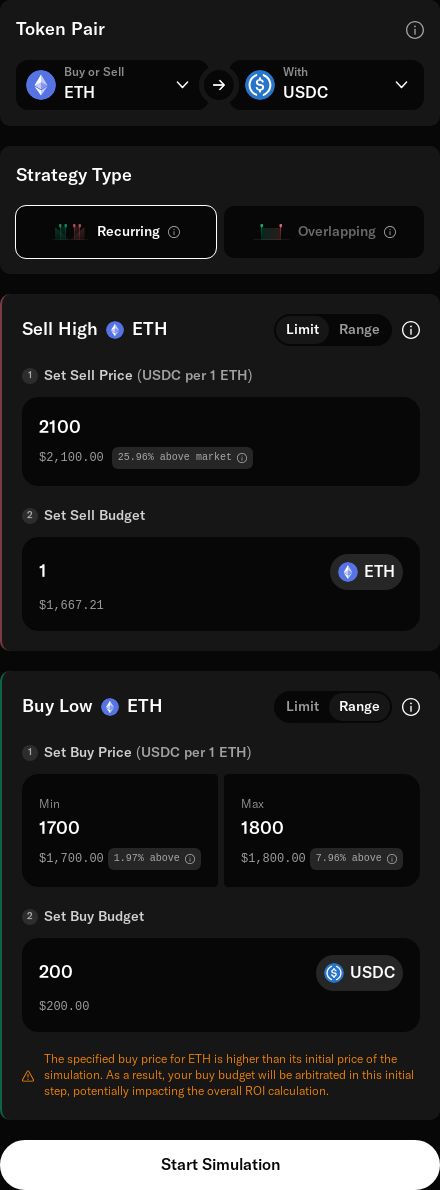 Token Pair
Buy or Sell
ETH
With
USDC
Strategy Type
Recurring
Overlapping
Sell High ETH
Limit Range
1 Set Sell Price (USDC per 1 ETH)
2100
$2,100.00 25.96% above market
2 Set Sell Budget
1 ETH
$1,667.21
Buy Low ETH
Limit Range
1 Set Buy Price (USDC per 1 ETH)
Min
1700
$1,700.00 1.97% above
Max
1800
$1,800.00 7.96% above
2 Set Buy Budget
200 USDC
$200.00
The specified buy price for ETH is higher than its initial price of the
simulation. As a result, your buy budget will be arbitrated in this initial
step, potentially impacting the overall ROI calculation.
Start Simulation